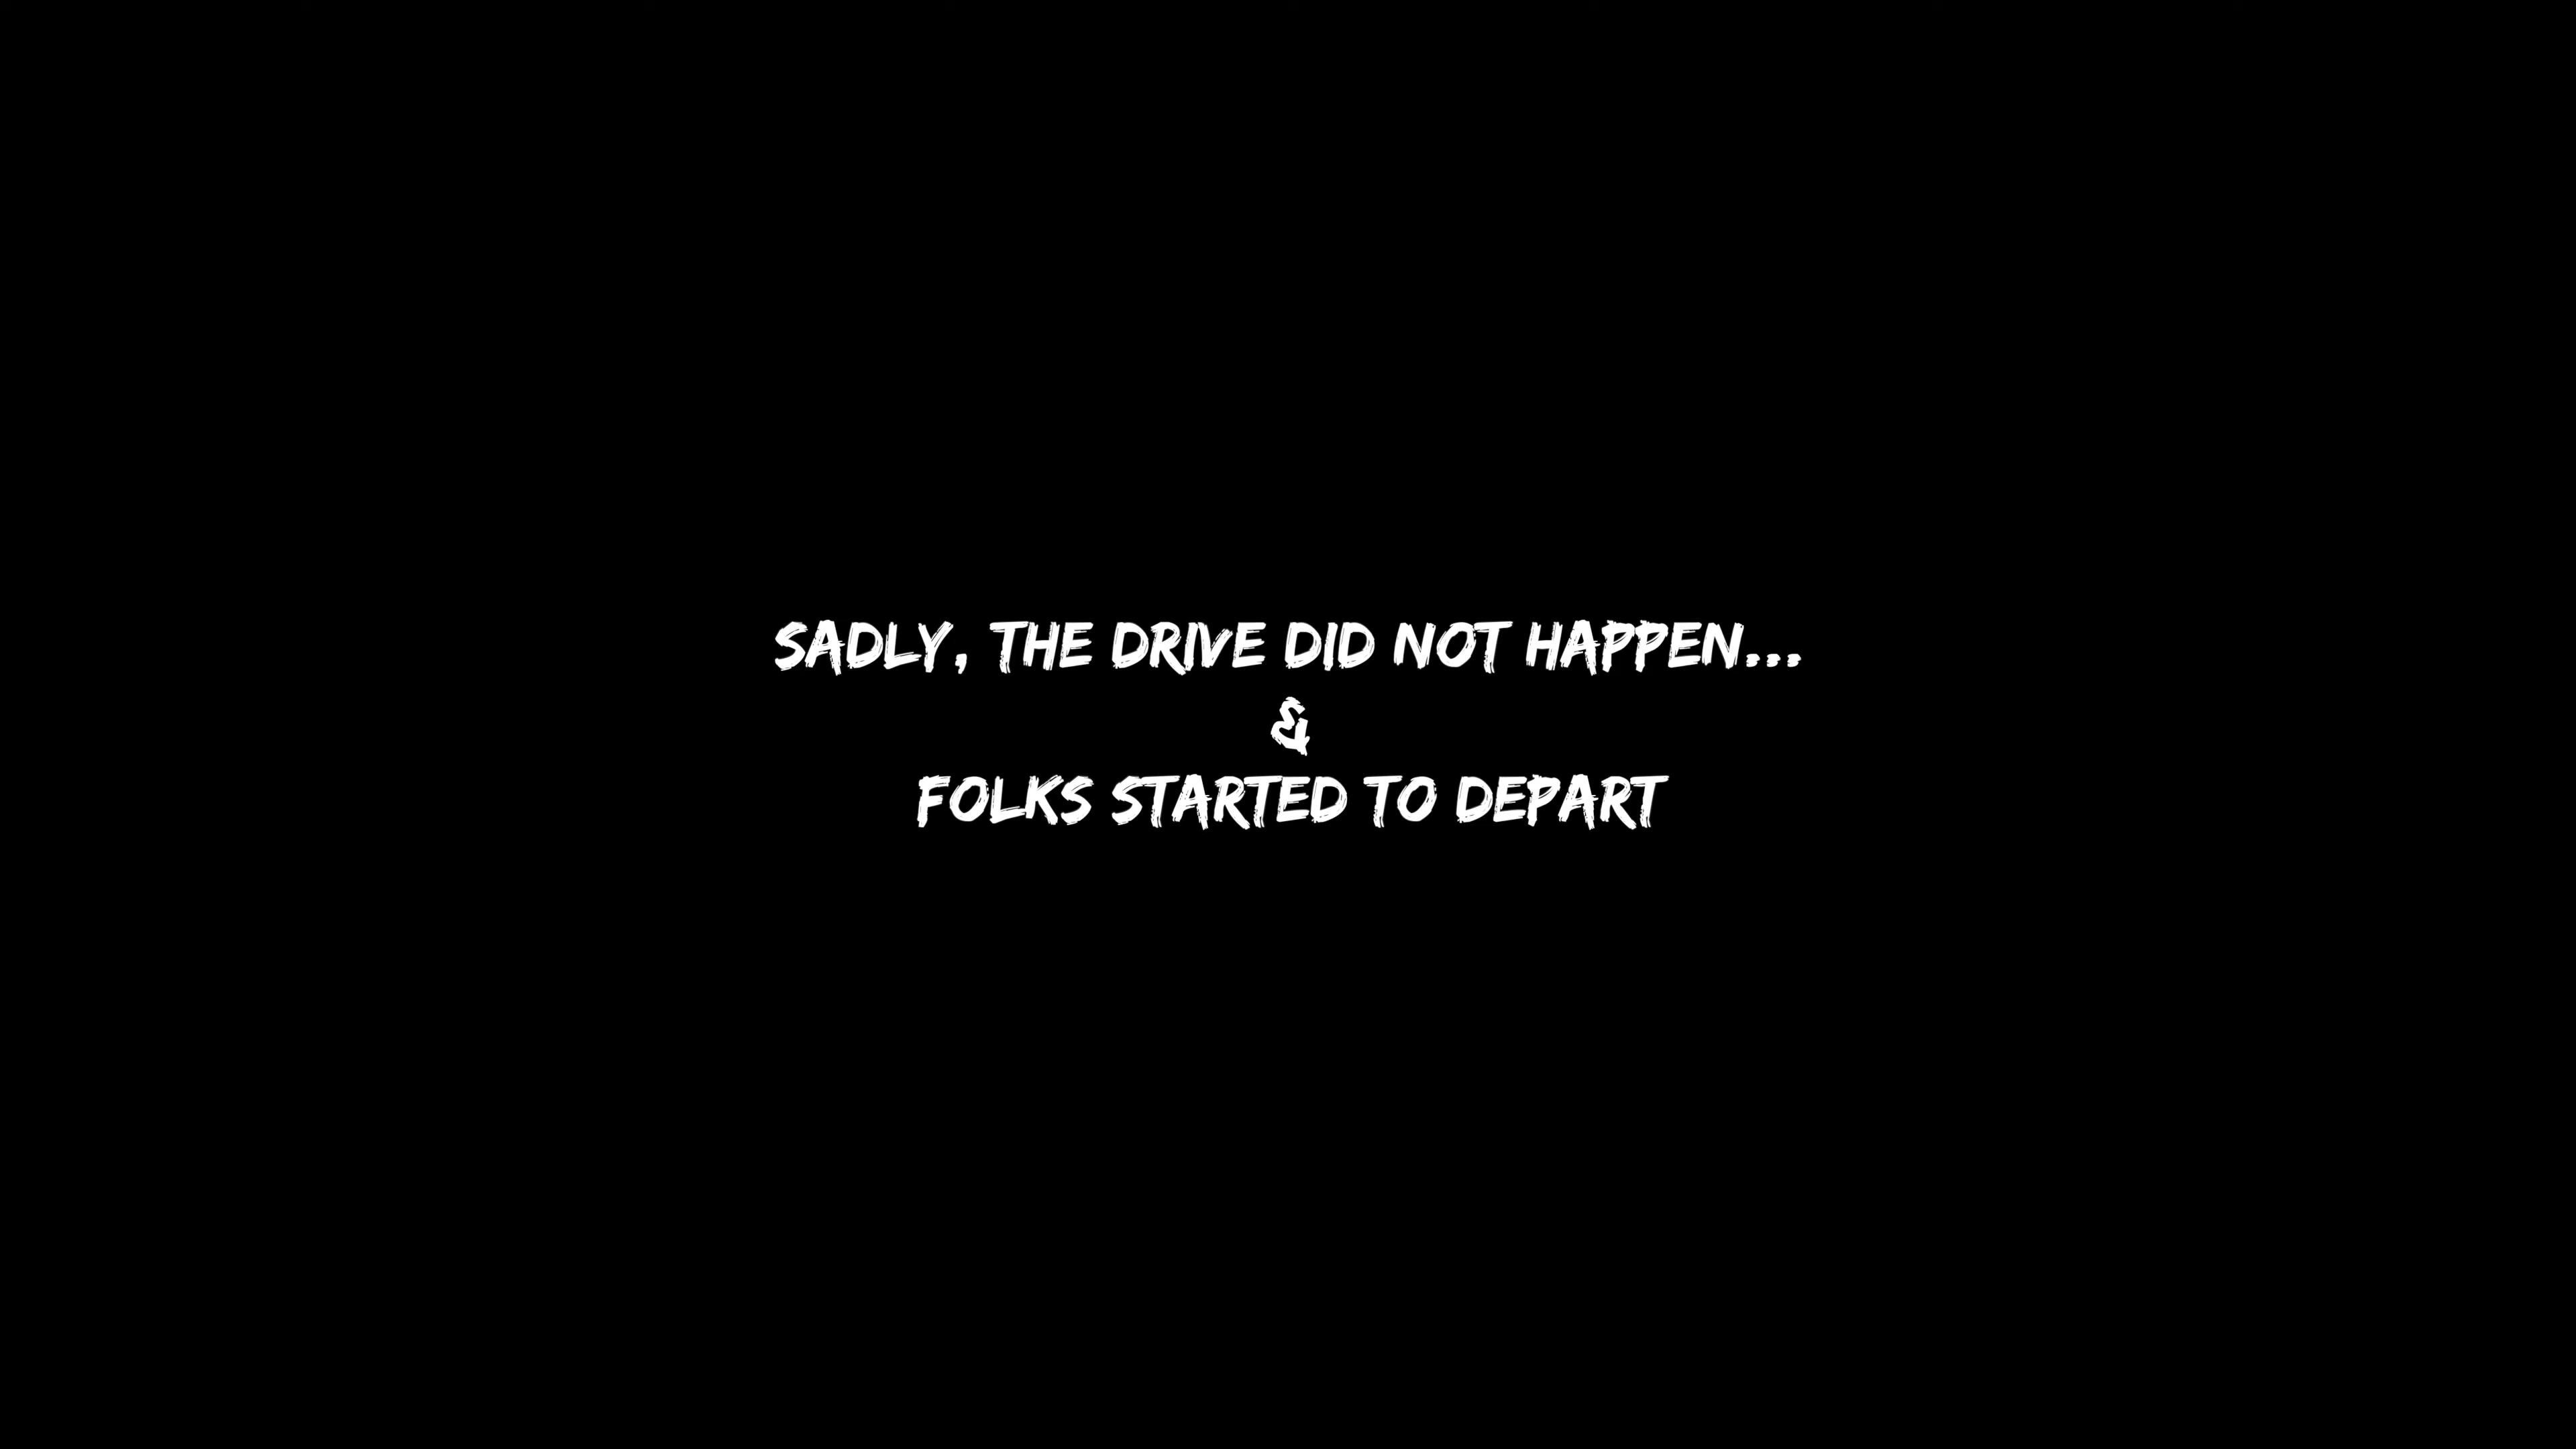 SADLY, THE DRIVE DID NOT HAPPEN...
&
FOLKS STARTED TO DEPART